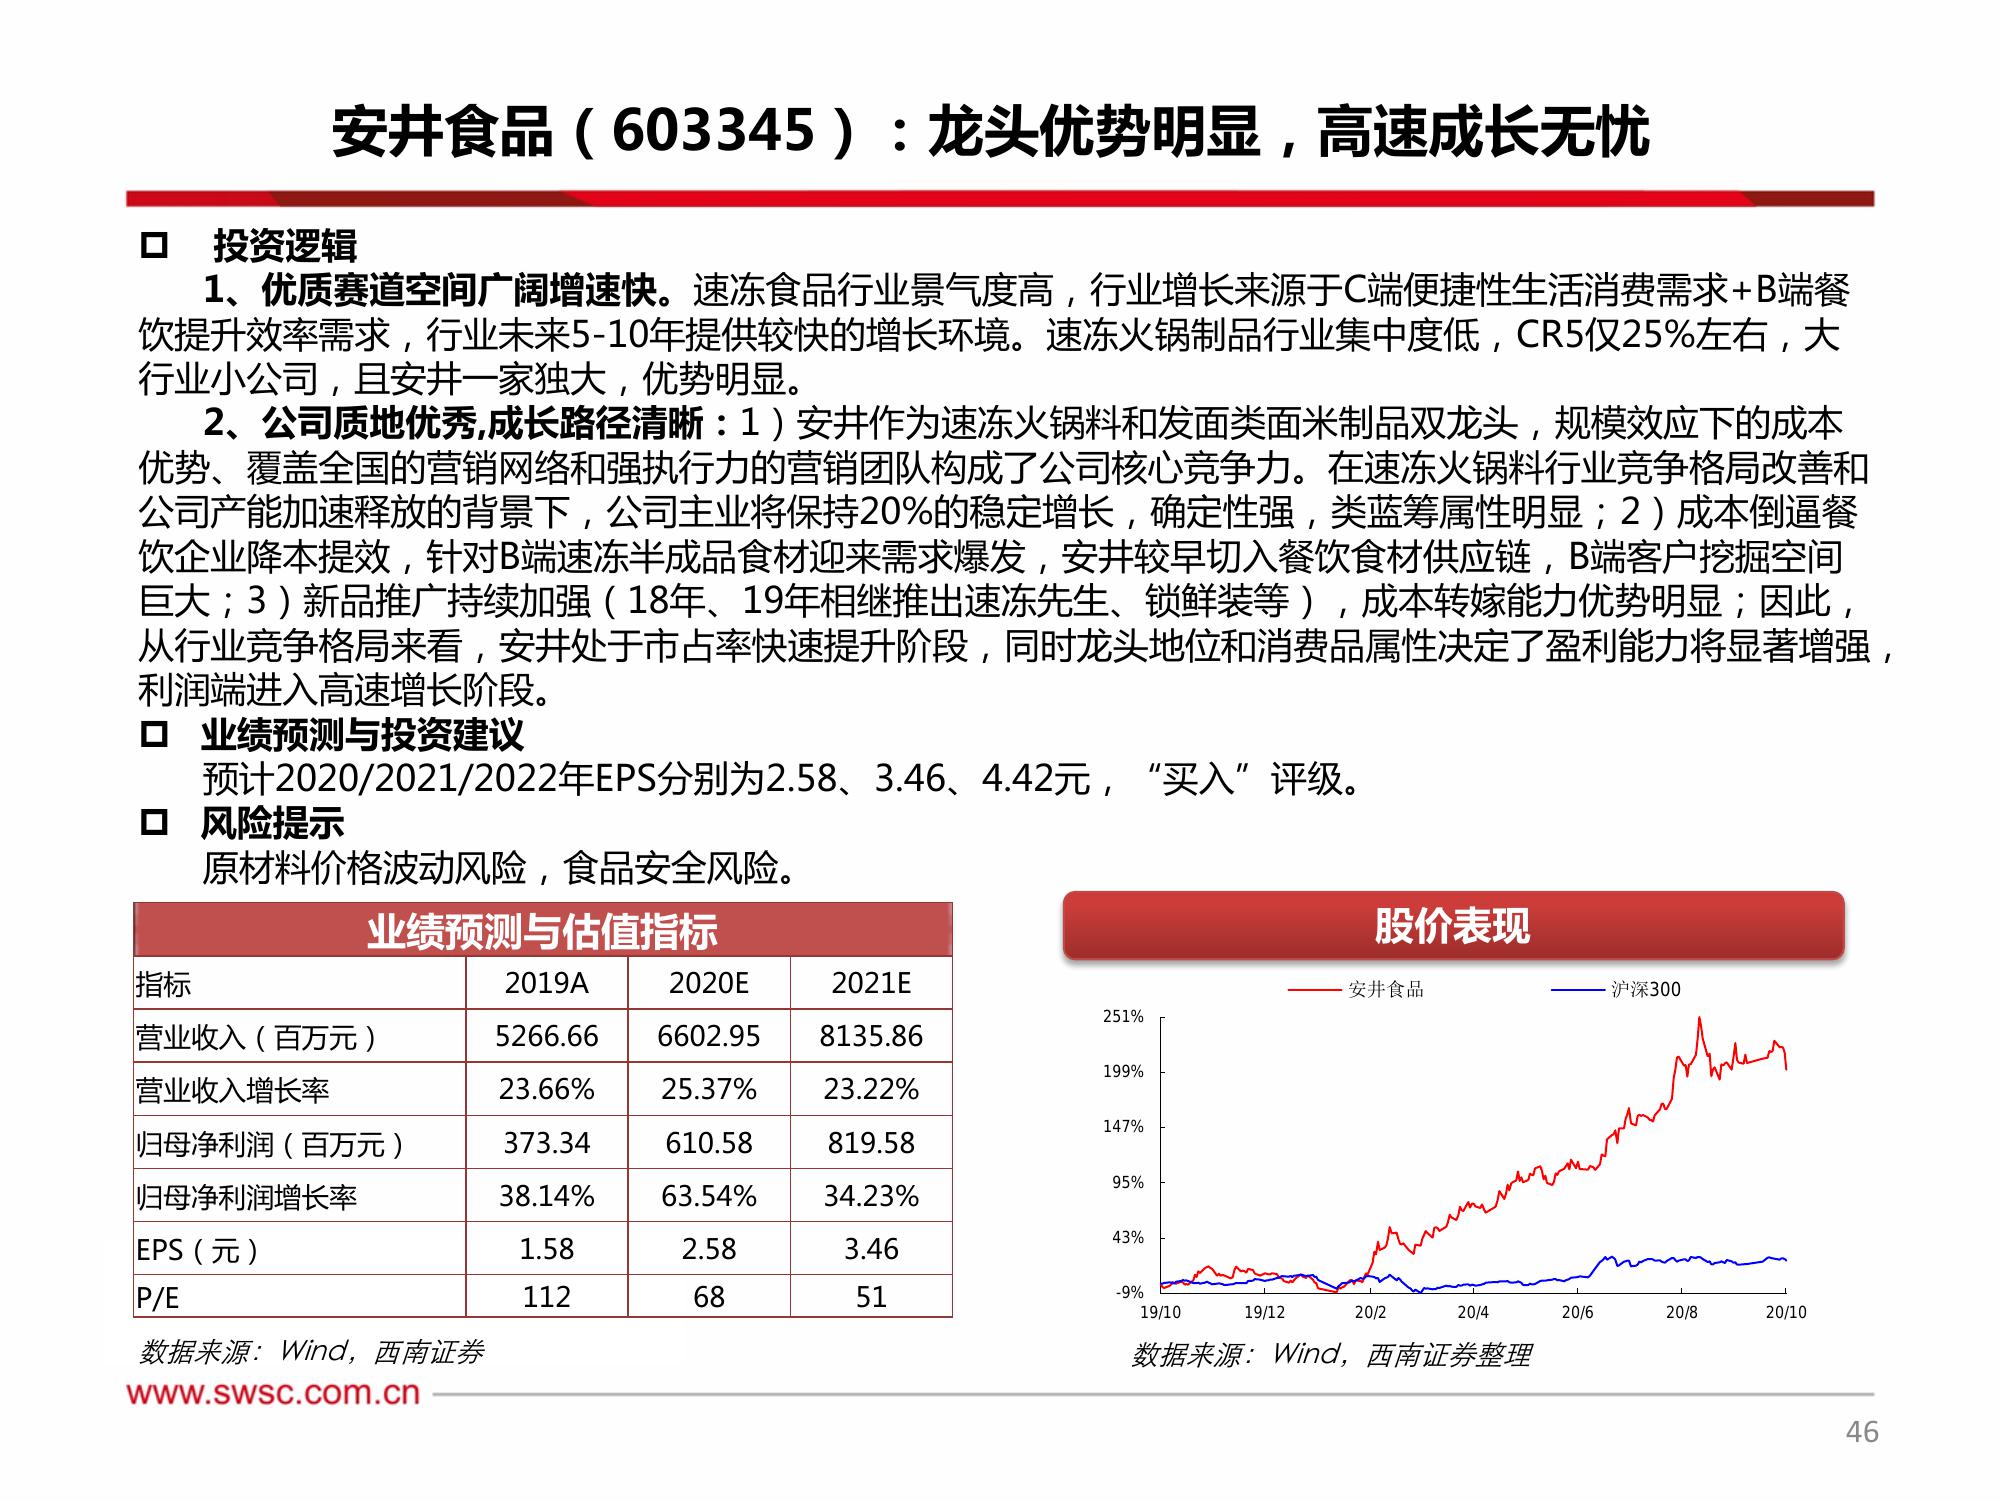 安井食品（603345）：龙头优势明显，高速成长无忧
投资逻辑
1、优质赛道空间广阔增速快。速冻食品行业景气度高，行业增长来源于C端便捷性生活消费需求+B端餐
饮提升效率需求，行业未来5-10年提供较快的增长环境。速冻火锅制品行业集中度低，CR5仅25%左右，大
行业小公司，且安井一家独大，优势明显。
2、公司质地优秀,成长路径清晰：1）安井作为速冻火锅料和发面类面米制品双龙头，规模效应下的成本
优势、覆盖全国的营销网络和强执行力的营销团队构成了公司核心竞争力。在速冻火锅料行业竞争格局改善和
公司产能加速释放的背景下，公司主业将保持20%的稳定增长，确定性强，类蓝筹属性明显；2）成本倒逼餐
饮企业降本提效，针对B端速冻半成品食材迎来需求爆发，安井较早切入餐饮食材供应链，B端客户挖掘空间
巨大；3）新品推广持续加强（18年、19年相继推出速冻先生、锁鲜装等），成本转嫁能力优势明显；因此，
从行业竞争格局来看，安井处于市占率快速提升阶段，同时龙头地位和消费品属性决定了盈利能力将显著增强，
利润端进入高速增长阶段。
业绩预测与投资建议
预计2020/2021/2022年EPS分别为2.58、3.46、4.42元，“买入”评级。
风险提示
原材料价格波动风险，食品安全风险。
业绩预测与估值指标
指标 2019A 2020E 2021E
营业收入（百万元） 5266.66 6602.95 8135.86
营业收入增长率 23.66% 25.37% 23.22%
归母净利润（百万元） 373.34 610.58 819.58
归母净利润增长率 38.14% 63.54% 34.23%
EPS（元） 1.58 2.58 3.46
P/E 112 68 51
数据来源：Wind，西南证券
股价表现
安井食品 沪深300
251%
199%
147%
95%
43%
-9%
19/10 19/12 20/2 20/4 20/6 20/8 20/10
数据来源：Wind，西南证券整理
www.swsc.com.cn
46